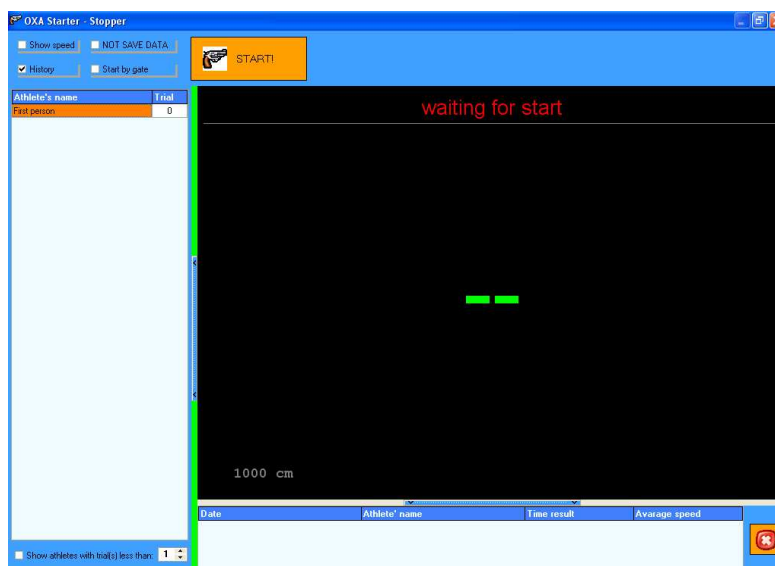 OXA Starter - Stopper
Show speed NOT SAVE DATA
History Start by gate
START!
Athlete's name Trial
First person 0
waiting for start
--
1000 cm
Date Athlete' name Time result Avarage speed
Show athletes with trial(s) less than: 1